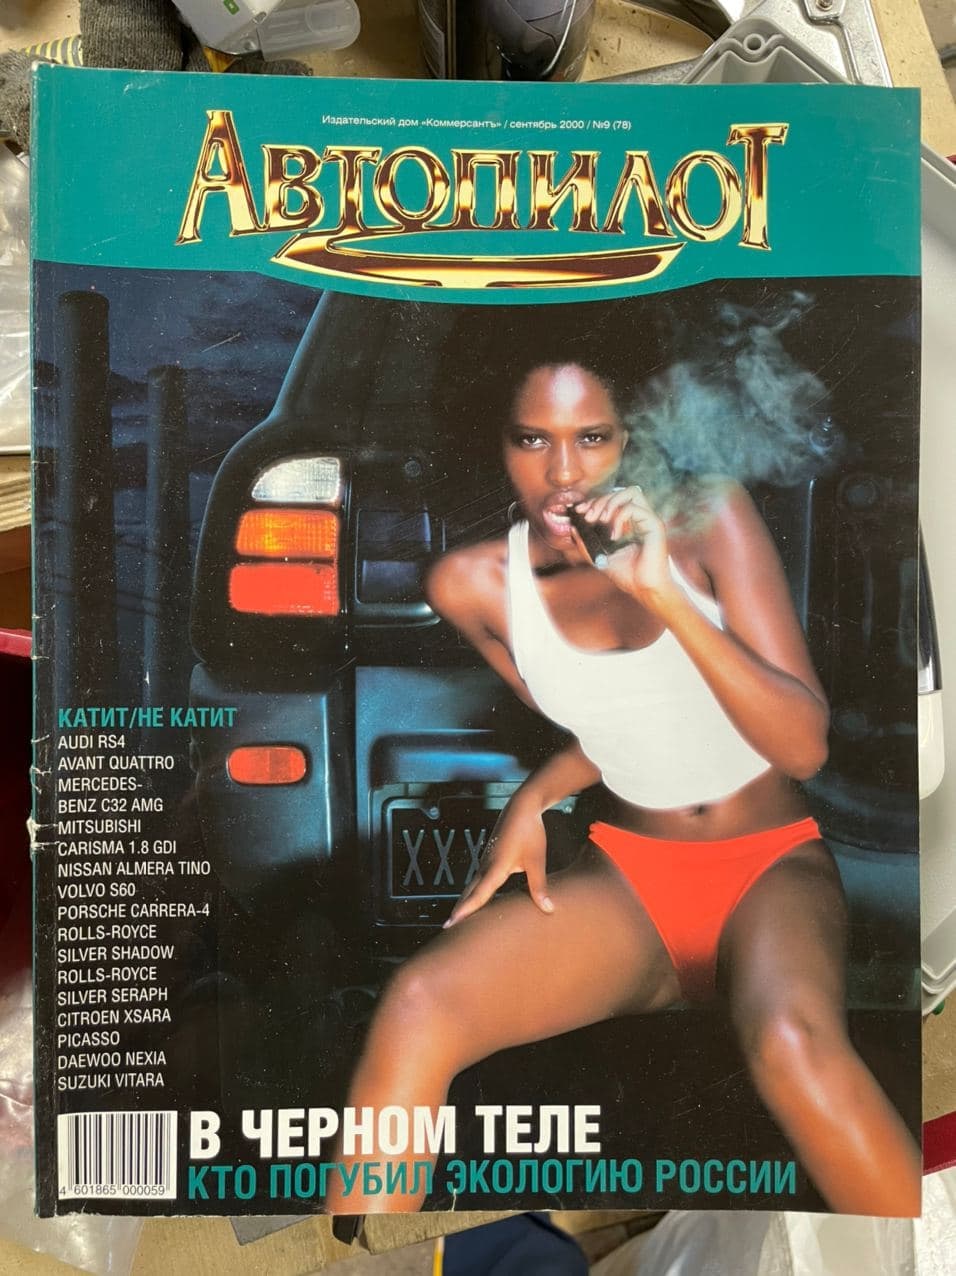 Издательский дом «Коммерсантъ» / сентябрь 2000 / №9 (78)
АВТОПИЛОТ
КАТИТ/НЕ КАТИТ
AUDI RS4
AVANT QUATTRO
MERCEDES-
BENZ C32 AMG
MITSUBISHI
CARISMA 1.8 GDI
NISSAN ALMERA TINO
VOLVO S60
PORSCHE CARRERA-4
ROLLS-ROYCE
SILVER SHADOW
ROLLS-ROYCE
SILVER SERAPH
CITROEN XSARA
PICASSO
DAEWOO NEXIA
SUZUKI VITARA
XXX
В ЧЕРНОМ ТЕЛЕ
КТО ПОГУБИЛ ЭКОЛОГИЮ РОССИИ
4 601865 000059